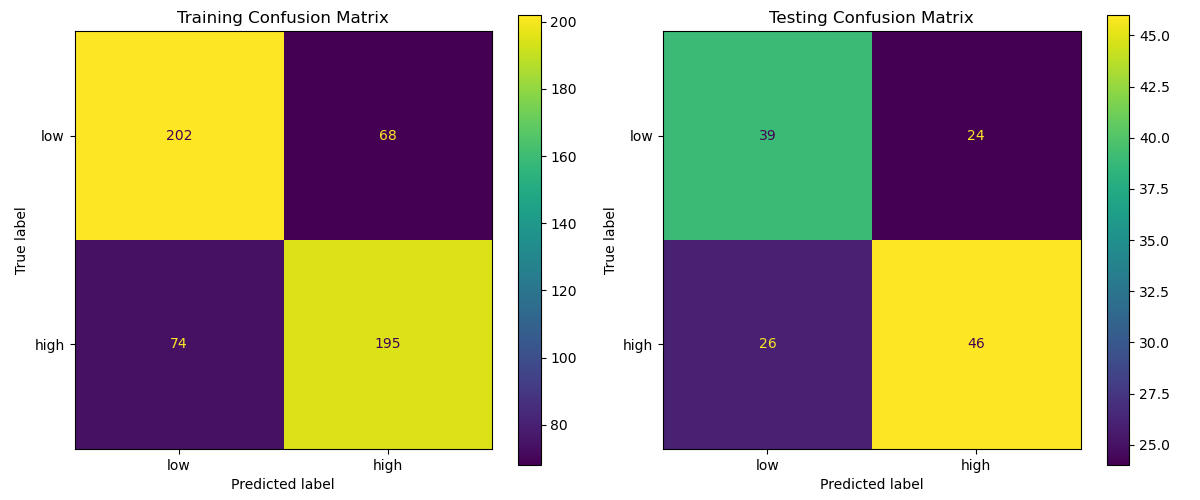 Training Confusion Matrix
True label
low
high
202
68
74
195
low
high
Predicted label
200
180
160
140
120
100
80
Testing Confusion Matrix
True label
low
high
39
24
26
46
low
high
Predicted label
45.0
42.5
40.0
37.5
35.0
32.5
30.0
27.5
25.0